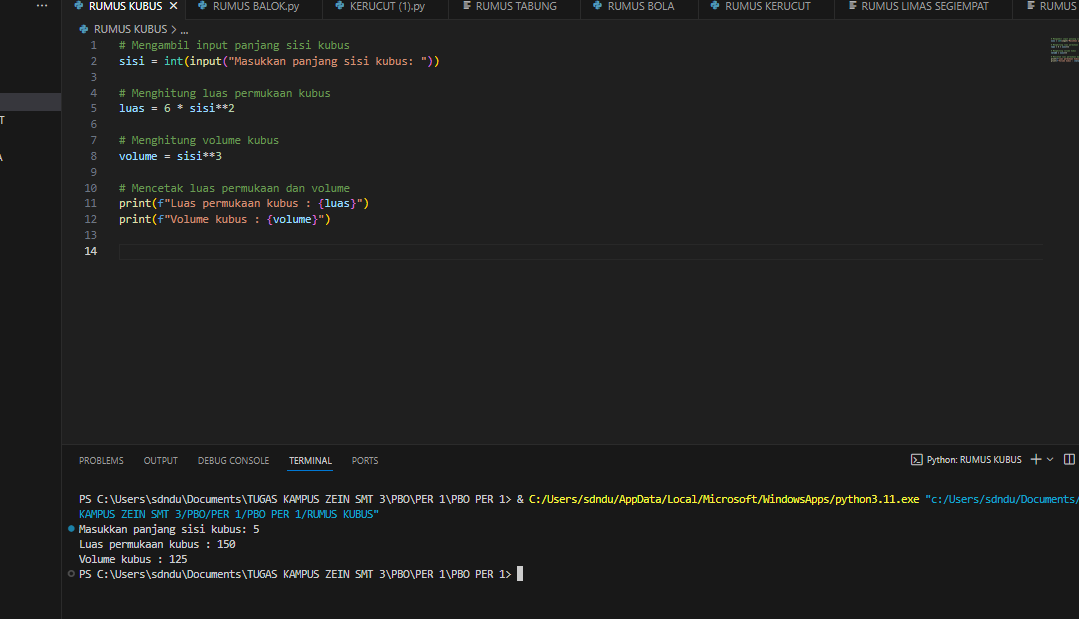 ... RUMUS KUBUS × RUMUS BALOK.py KERUCUT (1).py RUMUS TABUNG RUMUS BOLA RUMUS KERUCUT RUMUS LIMAS SEGIEMPAT RUMUS
RUMUS KUBUS > ...
1 # Mengambil input panjang sisi kubus
2 sisi = int(input("Masukkan panjang sisi kubus: "))
3
4 # Menghitung luas permukaan kubus
5 luas = 6 * sisi**2
6
7 # Menghitung volume kubus
8 volume = sisi**3
9
10 # Mencetak luas permukaan dan volume
11 print(f"Luas permukaan kubus : {luas}")
12 print(f"Volume kubus : {volume}")
13
14
T
A
PROBLEMS OUTPUT DEBUG CONSOLE TERMINAL PORTS Python: RUMUS KUBUS
PS C:\Users\sdndu\Documents\TUGAS KAMPUS ZEIN SMT 3\PBO\PER 1\PBO PER 1> & C:/Users/sdndu/AppData/Local/Microsoft/WindowsApps/python3.11.exe "c:/Users/sdndu/Documents/
KAMPUS ZEIN SMT 3/PBO/PER 1/PBO PER 1/RUMUS KUBUS"
Masukkan panjang sisi kubus: 5
Luas permukaan kubus : 150
Volume kubus : 125
PS C:\Users\sdndu\Documents\TUGAS KAMPUS ZEIN SMT 3\PBO\PER 1\PBO PER 1>